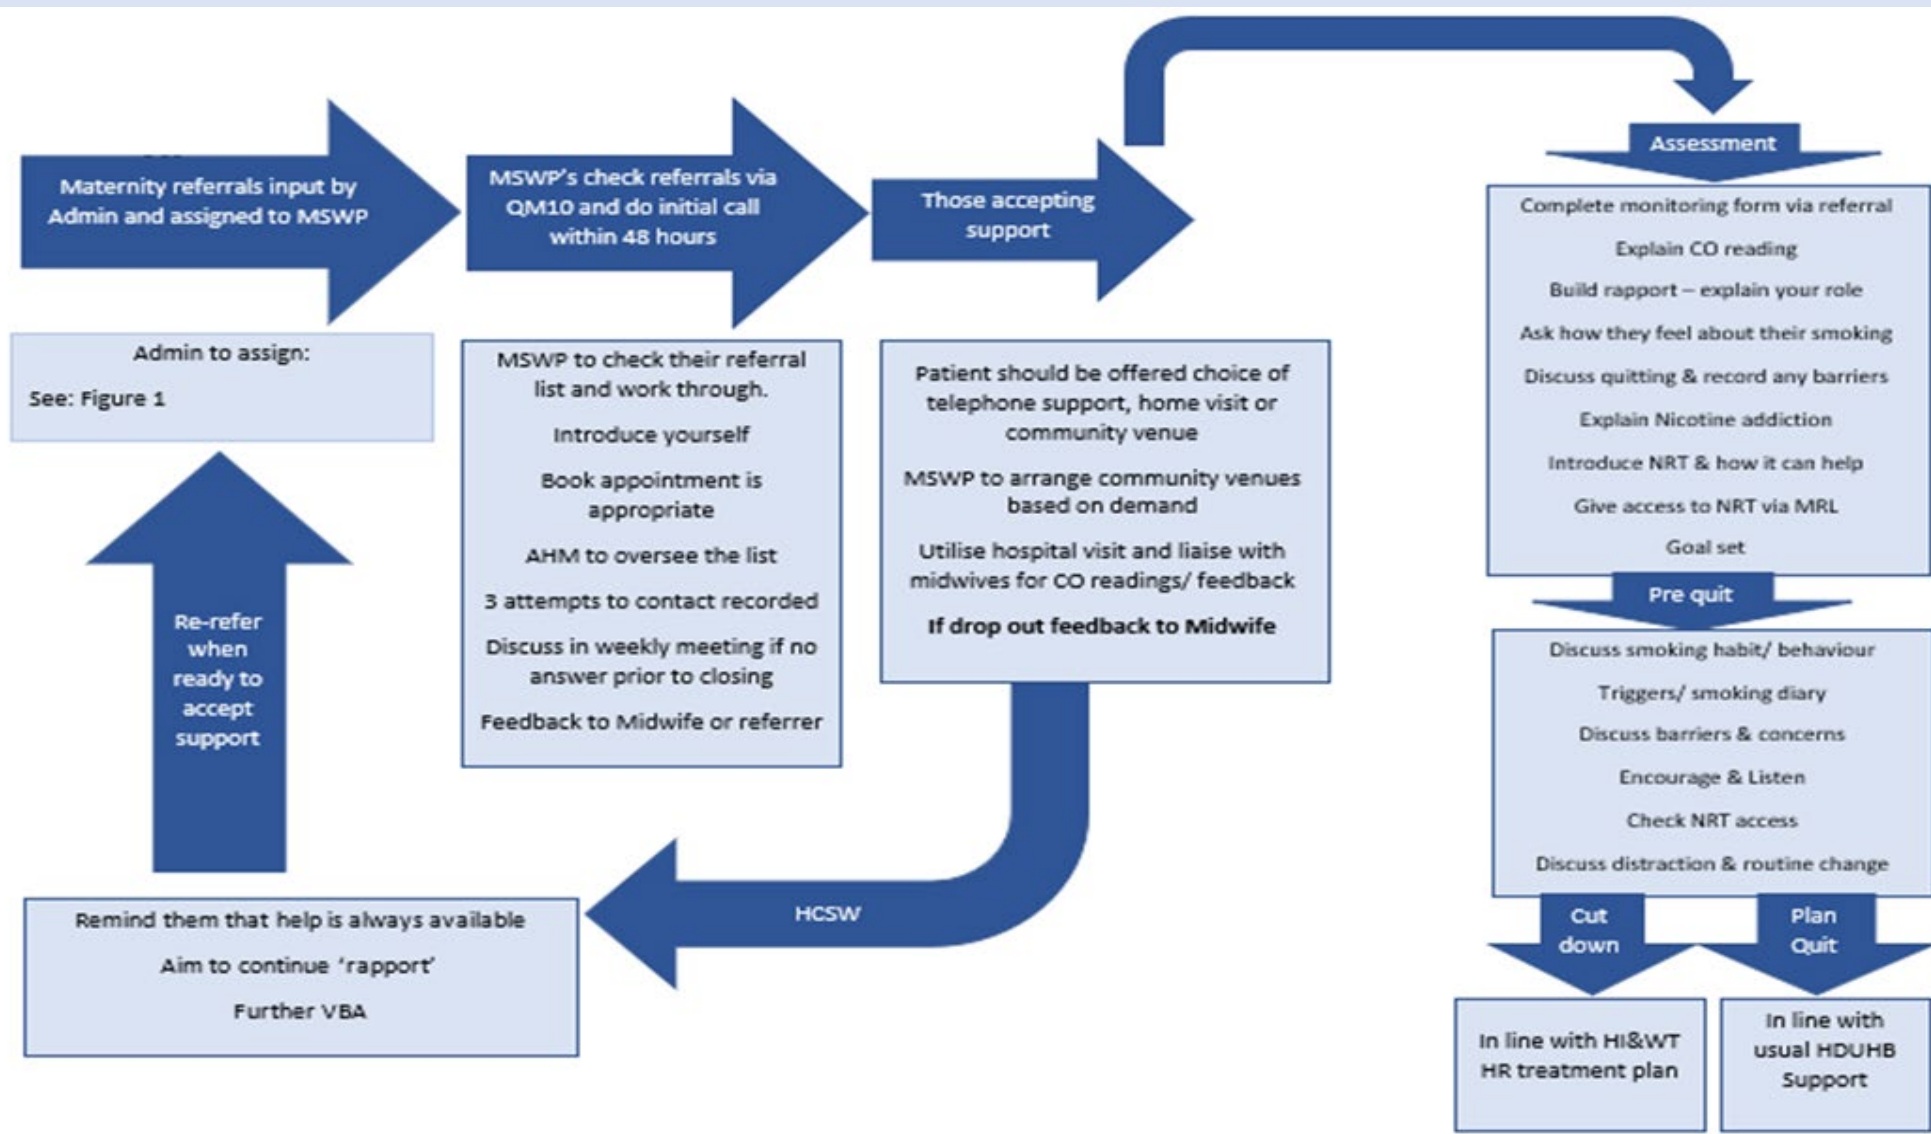 Maternity referrals input by
Admin and assigned to MSWP
MSWP's check referrals via
QM10 and do initial call
within 48 hours
Those accepting
support
Admin to assign:
See: Figure 1
MSWP to check their referral
list and work through.
Introduce yourself
Book appointment is
appropriate
AHM to oversee the list
3 attempts to contact recorded
Discuss in weekly meeting if no
answer prior to closing
Feedback to Midwife or referrer
Patient should be offered choice of
telephone support, home visit or
community venue
MSWP to arrange community venues
based on demand
Utilise hospital visit and liaise with
midwives for CO readings/ feedback
If drop out feedback to Midwife
HCSW
Remind them that help is always available
Aim to continue ‘rapport’
Further VBA
Re-refer
when
ready to
accept
support
Assessment
Complete monitoring form via referral
Explain CO reading
Build rapport – explain your role
Ask how they feel about their smoking
Discuss quitting & record any barriers
Explain Nicotine addiction
Introduce NRT & how it can help
Give access to NRT via MRL
Goal set
Pre quit
Discuss smoking habit/ behaviour
Triggers/ smoking diary
Discuss barriers & concerns
Encourage & Listen
Check NRT access
Discuss distraction & routine change
Cut
down
Plan
Quit
In line with HI&WT
HR treatment plan
In line with
usual HDUHB
Support